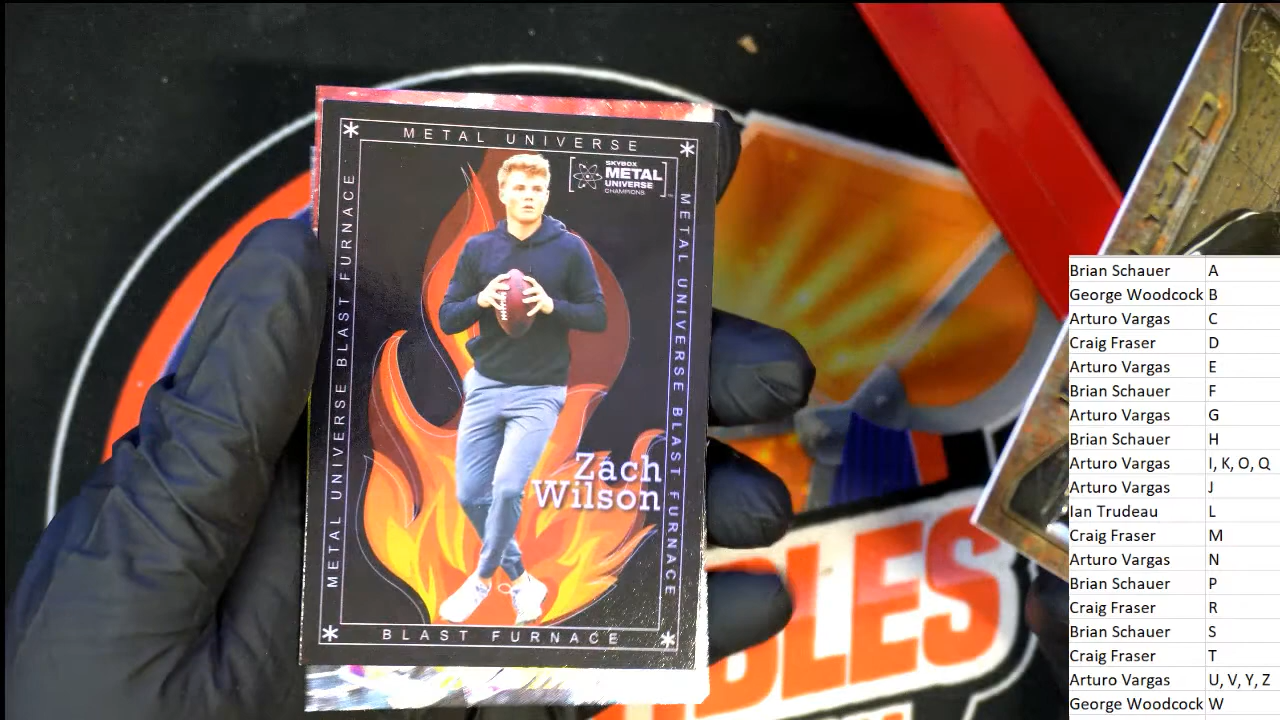 METAL UNIVERSE
SKYBOX
METAL
UNIVERSE
CHAMPIONS
METAL UNIVERSE BLAST FURNACE
METAL UNIVERSE BLAST FURNACE
Zach
Wilson
BLAST FURNACE
BLES
Brian Schauer A
George Woodcock B
Arturo Vargas C
Craig Fraser D
Arturo Vargas E
Brian Schauer F
Arturo Vargas G
Brian Schauer H
Arturo Vargas I, K, O, Q
Arturo Vargas J
Ian Trudeau L
Craig Fraser M
Arturo Vargas N
Brian Schauer P
Craig Fraser R
Brian Schauer S
Craig Fraser T
Arturo Vargas U, V, Y, Z
George Woodcock W